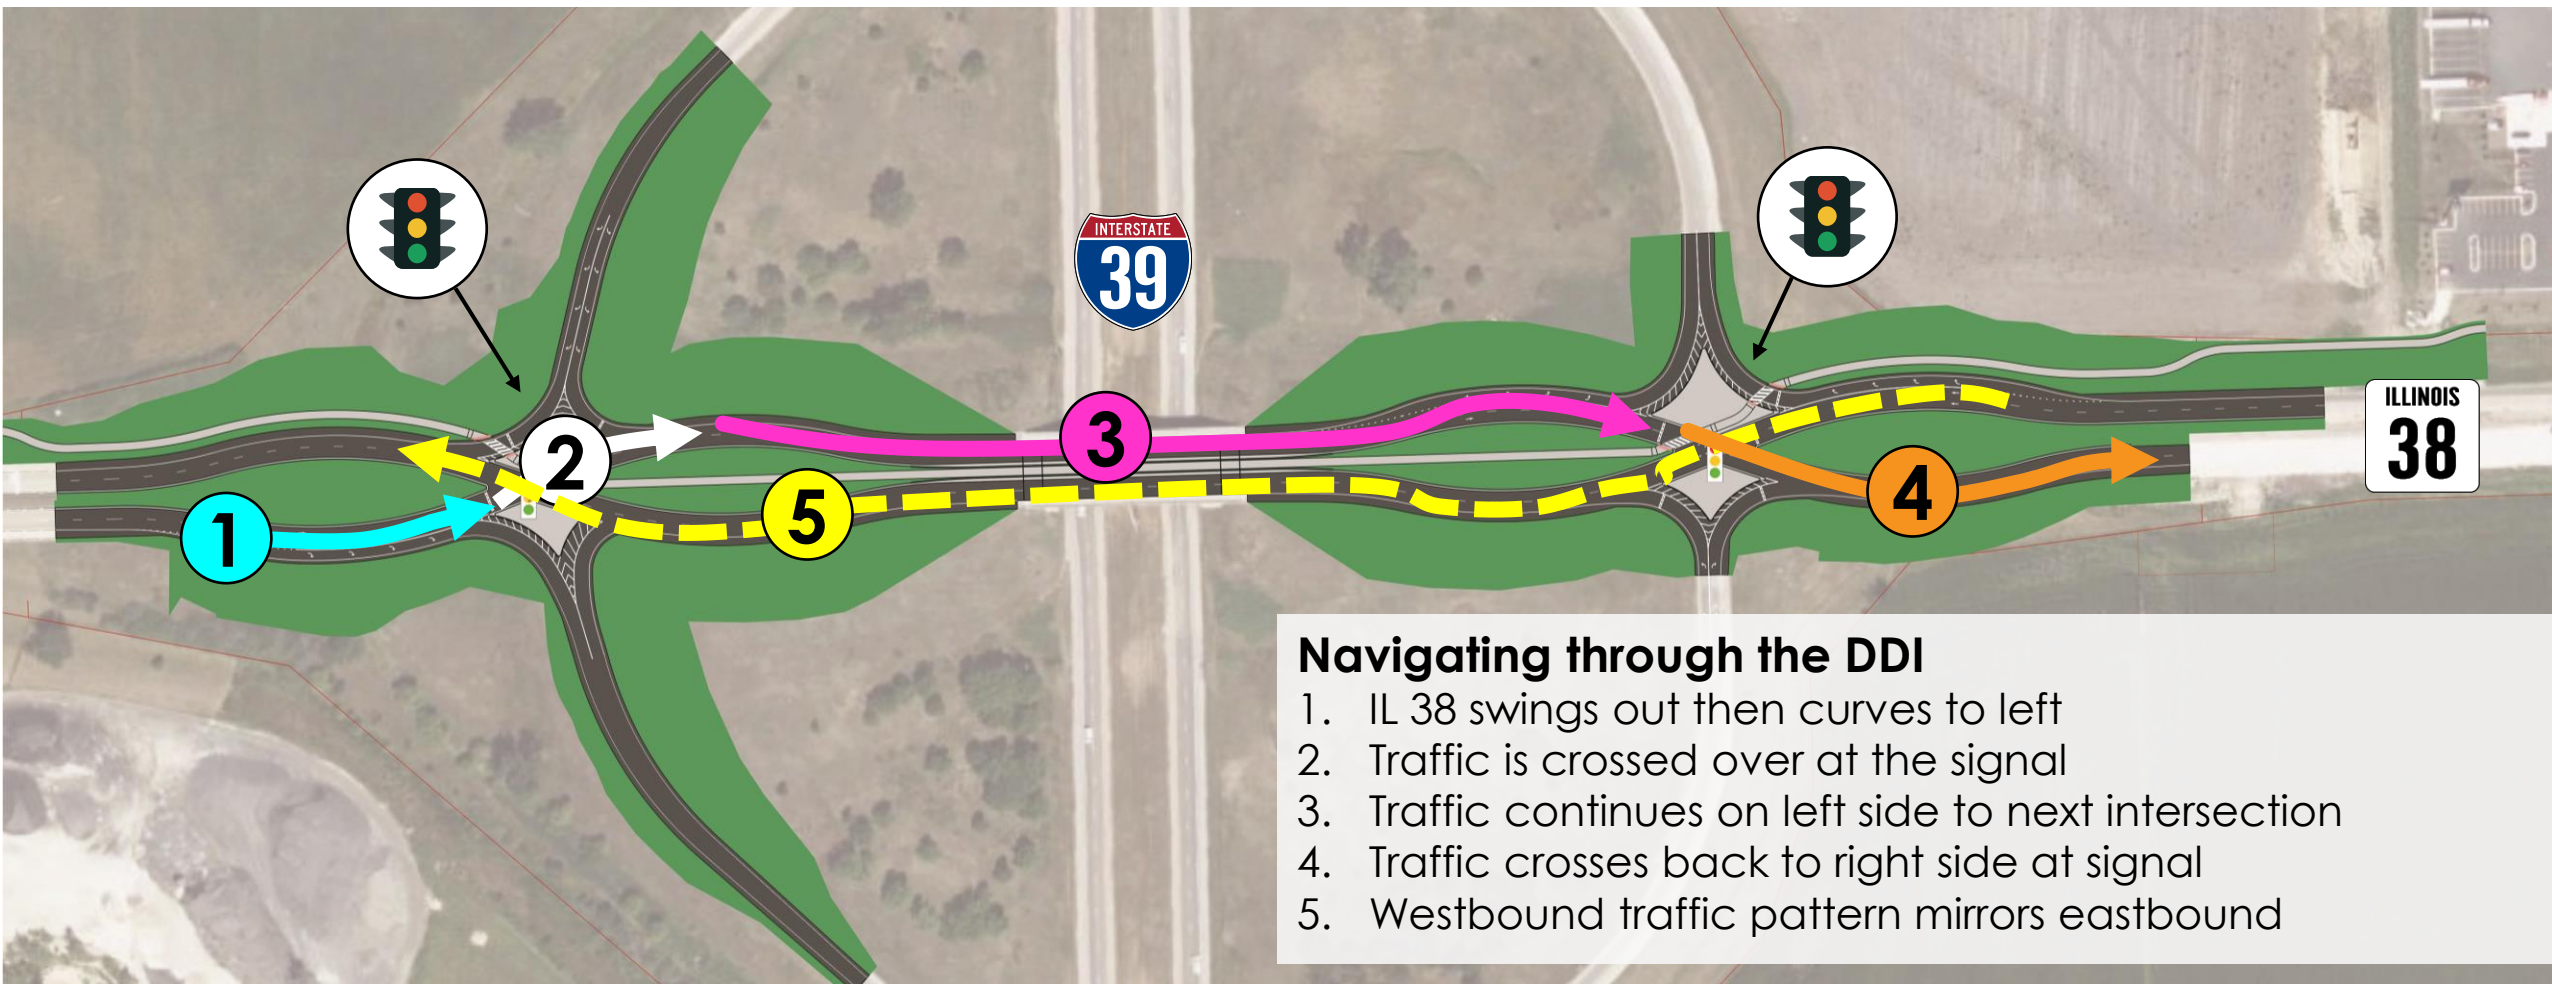 INTERSTATE
39
ILLINOIS
38
1
2
3
4
5
Navigating through the DDI
1. IL 38 swings out then curves to left
2. Traffic is crossed over at the signal
3. Traffic continues on left side to next intersection
4. Traffic crosses back to right side at signal
5. Westbound traffic pattern mirrors eastbound